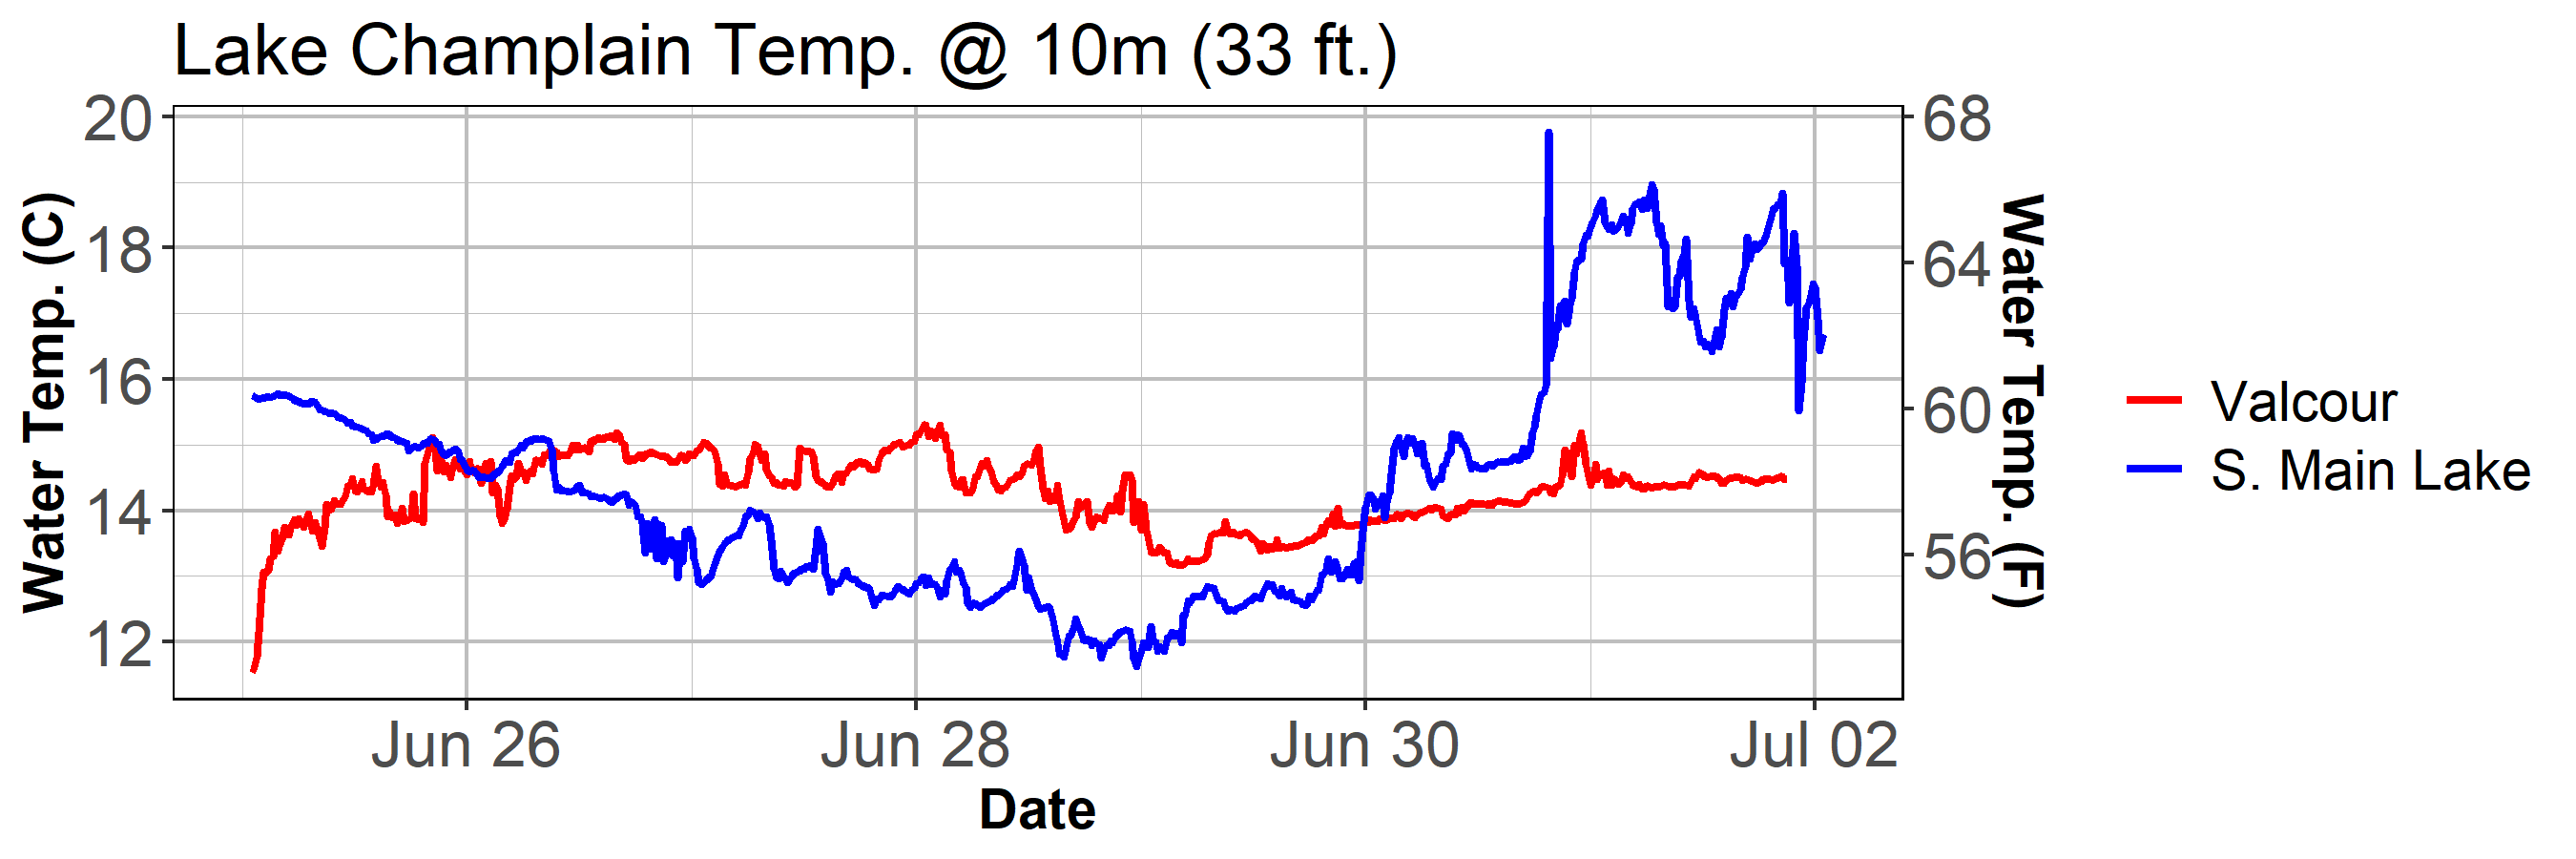 Lake Champlain Temp. @ 10m (33 ft.)
Water Temp. (C)
20
18
16
14
12
68
64
60
56
Water Temp. (F)
Jun 26
Jun 28
Jun 30
Jul 02
Date
Valcour
S. Main Lake